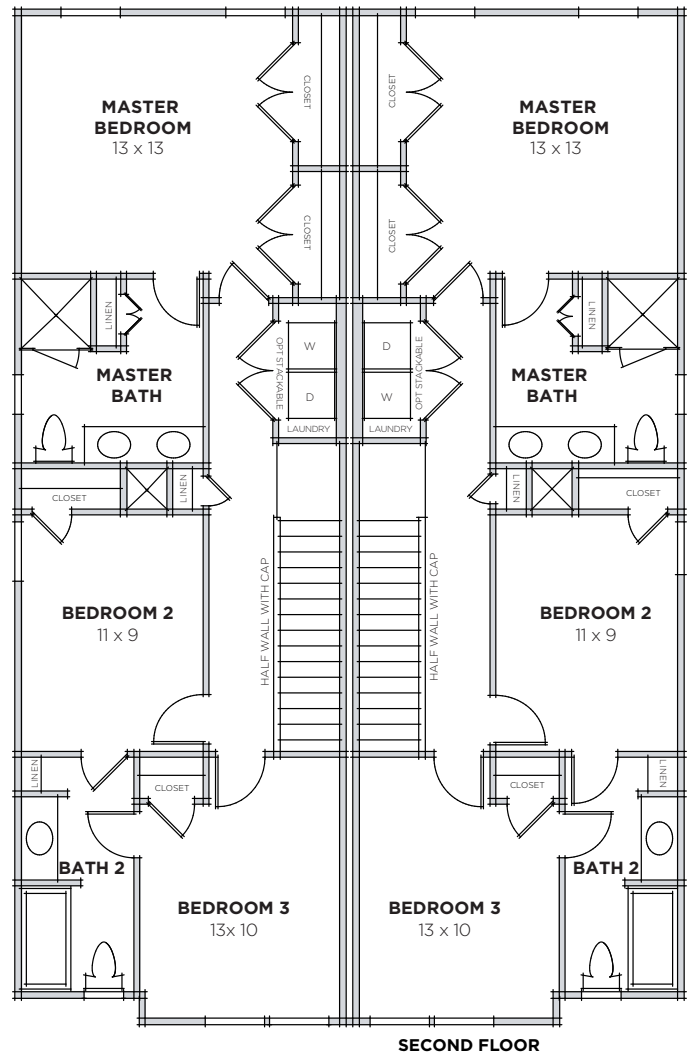 CLOSET
CLOSET
MASTER
BEDROOM
13 x 13
MASTER
BEDROOM
13 x 13
CLOSET
CLOSET
LINEN
LINEN
OPT STACKABLE
W
D
OPT STACKABLE
MASTER
BATH
MASTER
BATH
D
W
LAUNDRY
LAUNDRY
CLOSET
LINEN
LINEN
CLOSET
HALF WALL WITH CAP
HALF WALL WITH CAP
BEDROOM 2
11 x 9
BEDROOM 2
11 x 9
LINEN
CLOSET
CLOSET
LINEN
BATH 2
BATH 2
BEDROOM 3
13x 10
BEDROOM 3
13 x 10
SECOND FLOOR